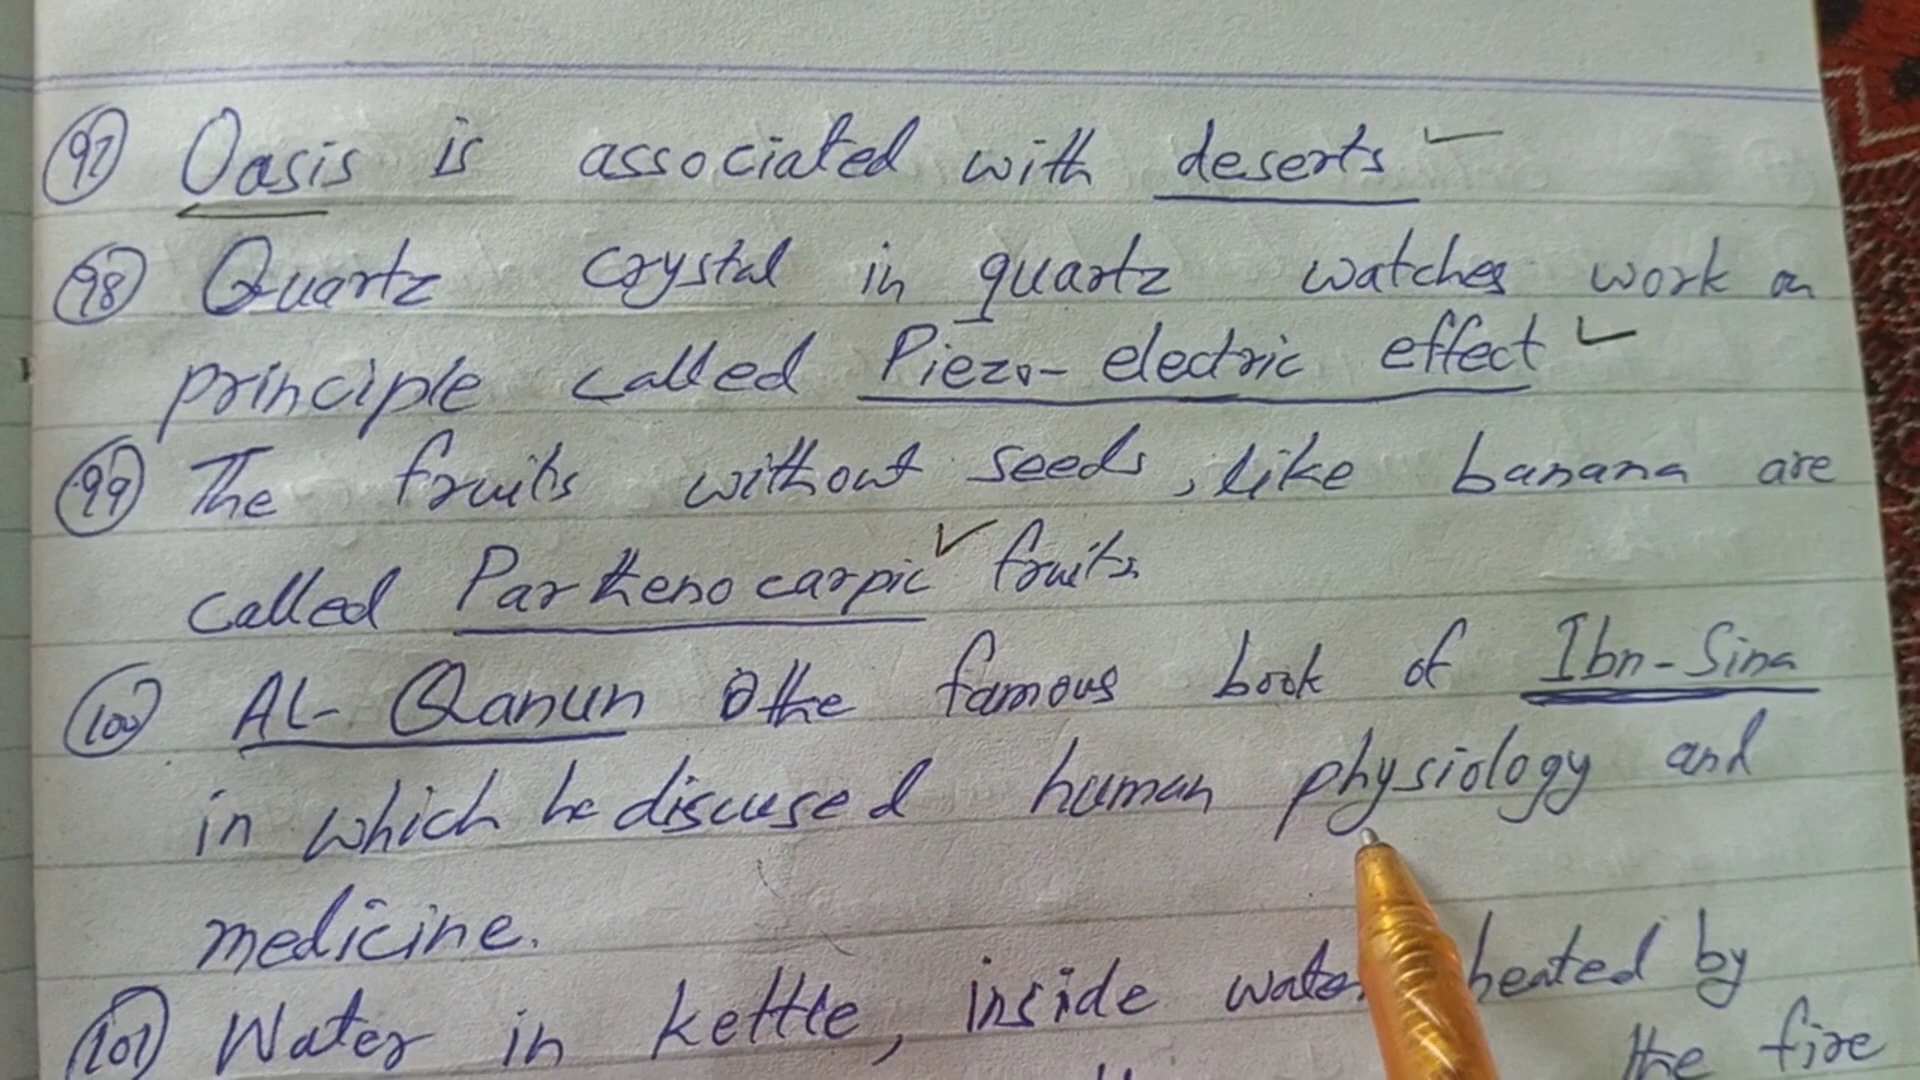 97 Oasis is associated with deserts
98 Quartz crystal in quartz watches work on
principle called Piezo-electric effect
99 The fruits without seeds, like banana are
called Parthenocarpic fruits
100 AL-Qanun the famous book of Ibn-Sina
in which he discused human physiology and
medicine.
101 Water in kettle, inside heated by
the fire